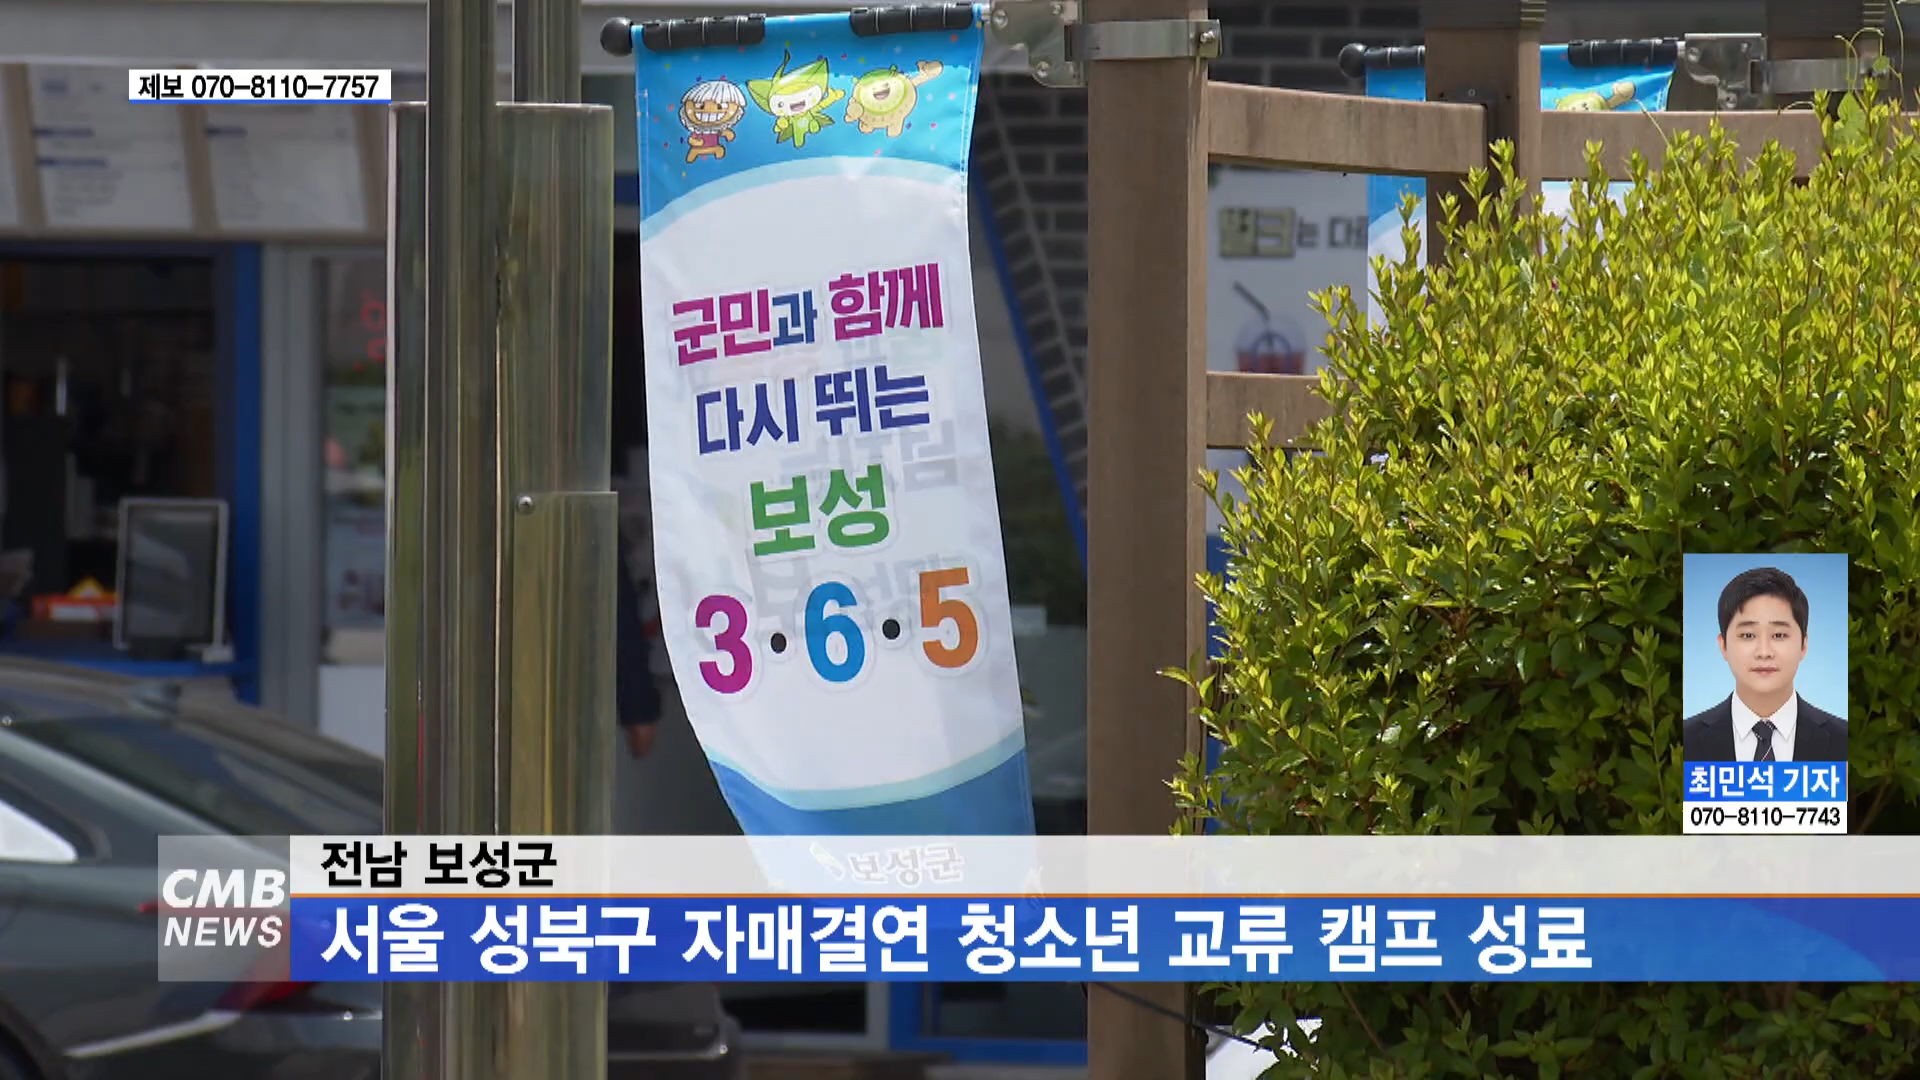 제보 070-8110-7757
군민과 함께
다시 뛰는
보성
3·6·5
보성군
는 대
최민석 기자
070-8110-7743
전남 보성군
CMB
NEWS
서울 성북구 자매결연 청소년 교류 캠프 성료